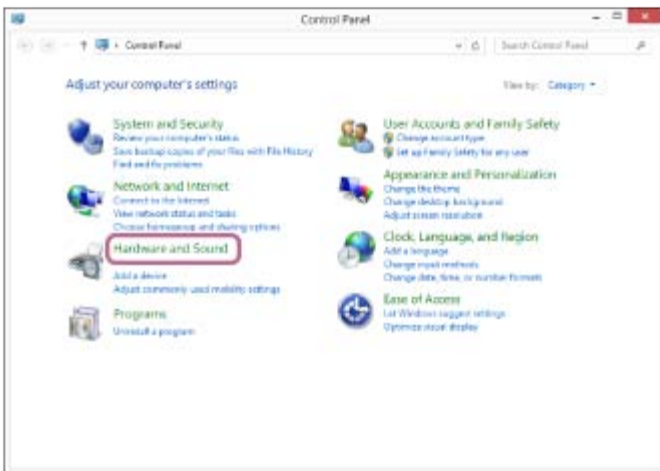 Control Panel
Control Panel
Search Control Panel
Adjust your computer's settings
View by: Category
System and Security
Review your computer's status
Save backup copies of your files with File History
Find and fix problems
Network and Internet
Connect to the Internet
View network status and tasks
Choose homegroup and sharing options
Hardware and Sound
Add a device
Adjust commonly used mobility settings
Programs
Uninstall a program
User Accounts and Family Safety
Change account type
Set up Family Safety for any user
Appearance and Personalization
Change the theme
Change desktop background
Adjust screen resolution
Clock, Language, and Region
Add a language
Change input methods
Change date, time, or number formats
Ease of Access
Let Windows suggest settings
Optimize visual display